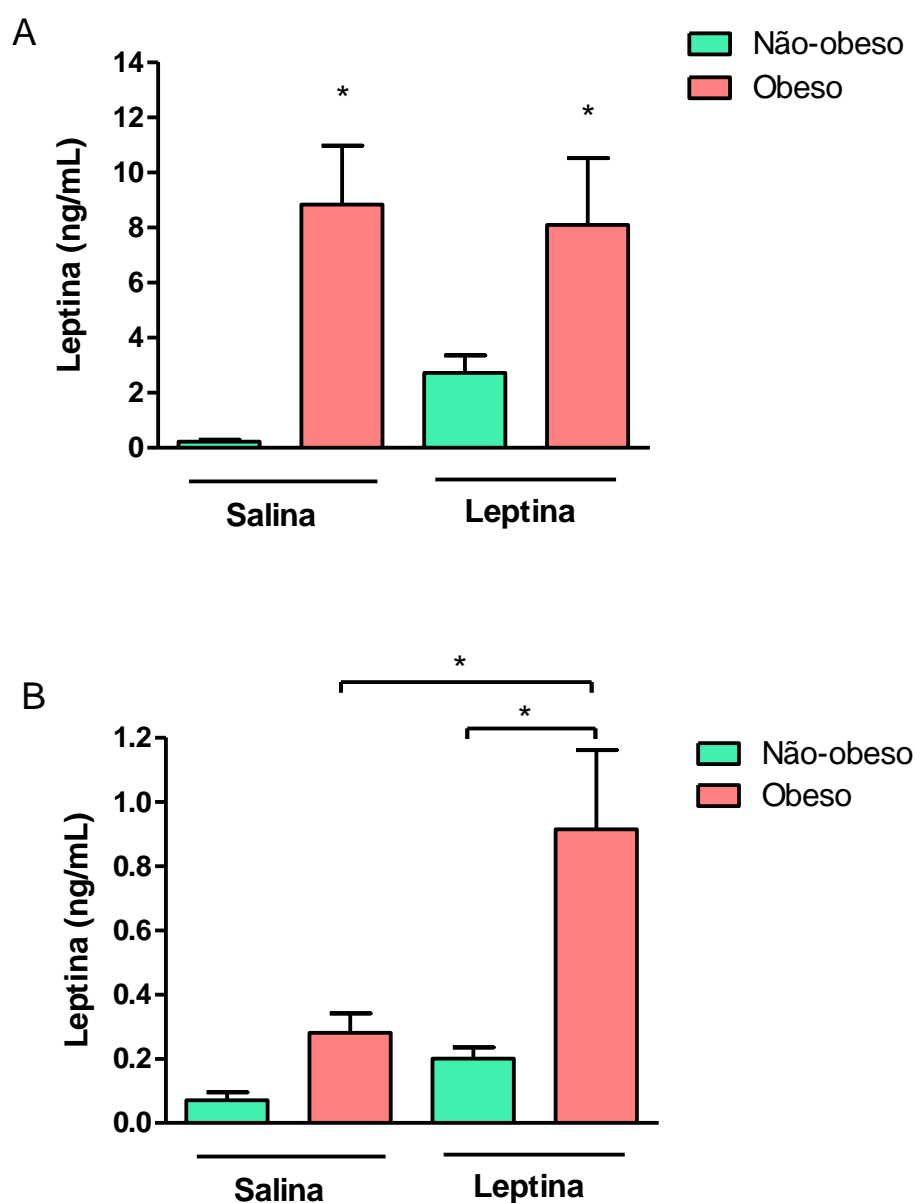 A
Não-obeso
Obeso
14
12
10
8
6
4
2
0
Leptina (ng/mL)
*
*
Salina
Leptina
B
Não-obeso
Obeso
1.2
1.0
0.8
0.6
0.4
0.2
0.0
Leptina (ng/mL)
*
*
Salina
Leptina